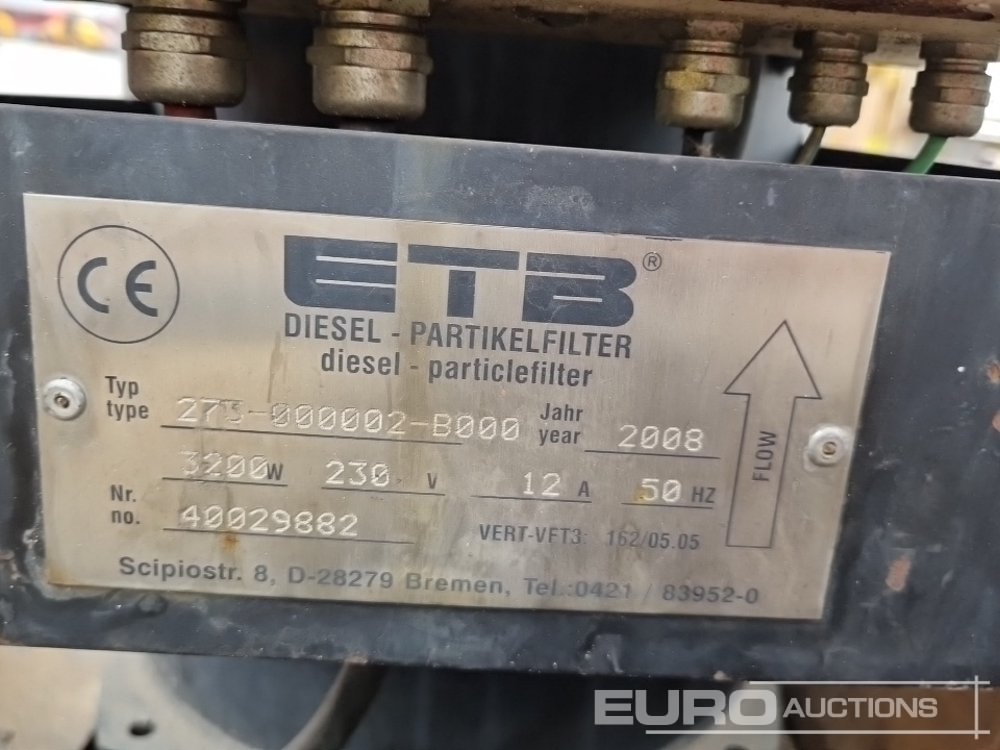 CE
ETB®
DIESEL - PARTIKELFILTER
diesel - particlefilter
Typ
type
Jahr
year 2008
3200W 230 V 12 A 50 HZ
Nr.
no. 40029882
VERT-VFT3: 162/05.05
Scipiostr. 8, D-28279 Bremen, Tel.:0421 / 83952-0
FLOW
EURO AUCTIONS